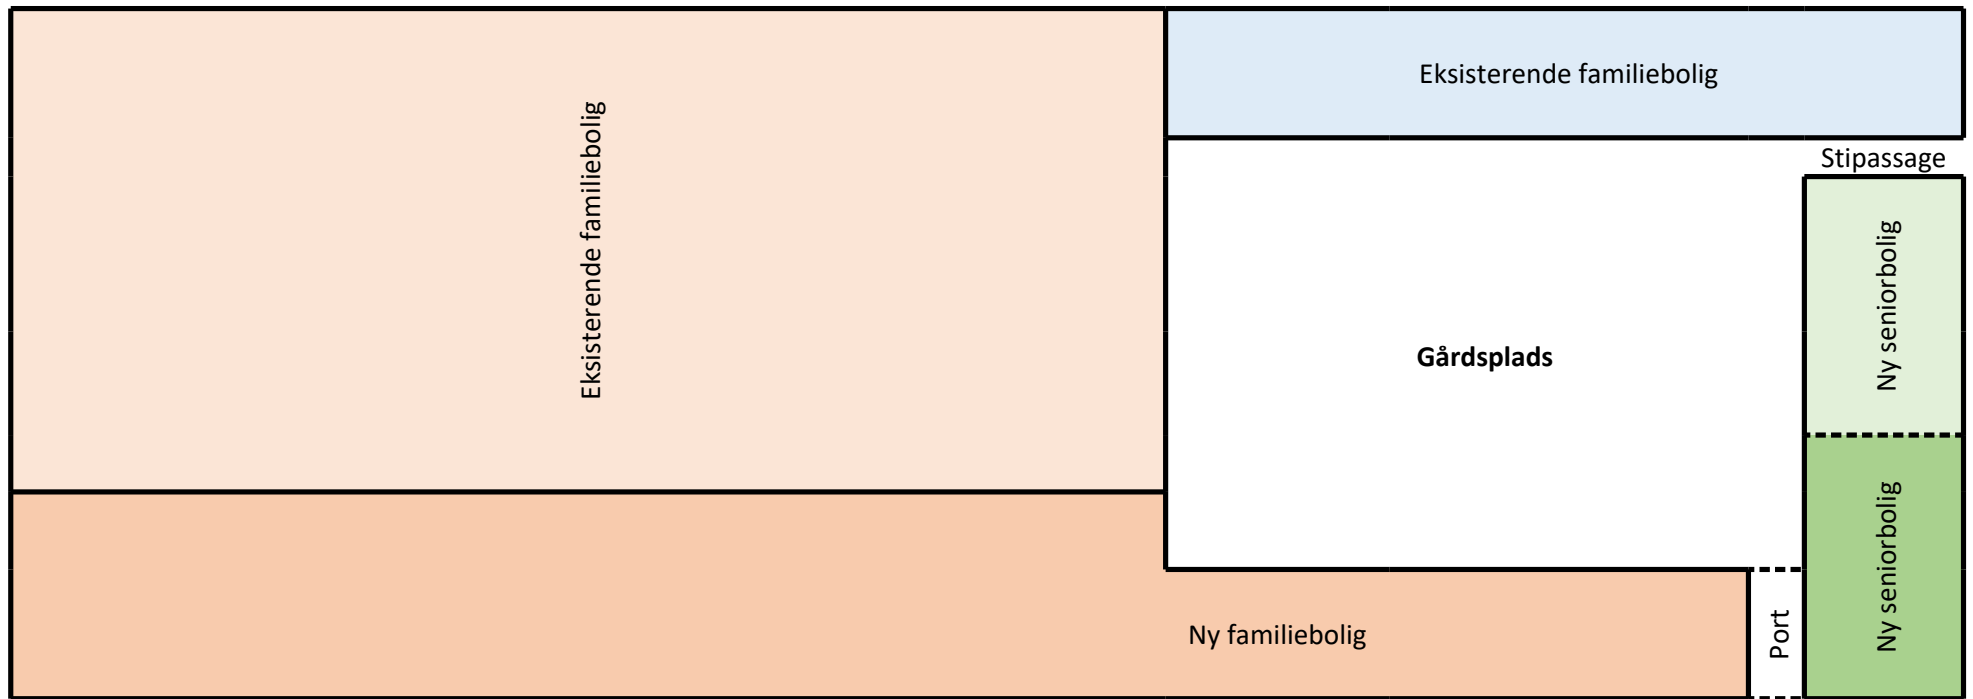 Eksisterende familiebolig
Eksisterende familiebolig
Stipassage
Ny seniorbolig
Gårdsplads
Ny seniorbolig
Ny familiebolig
Port